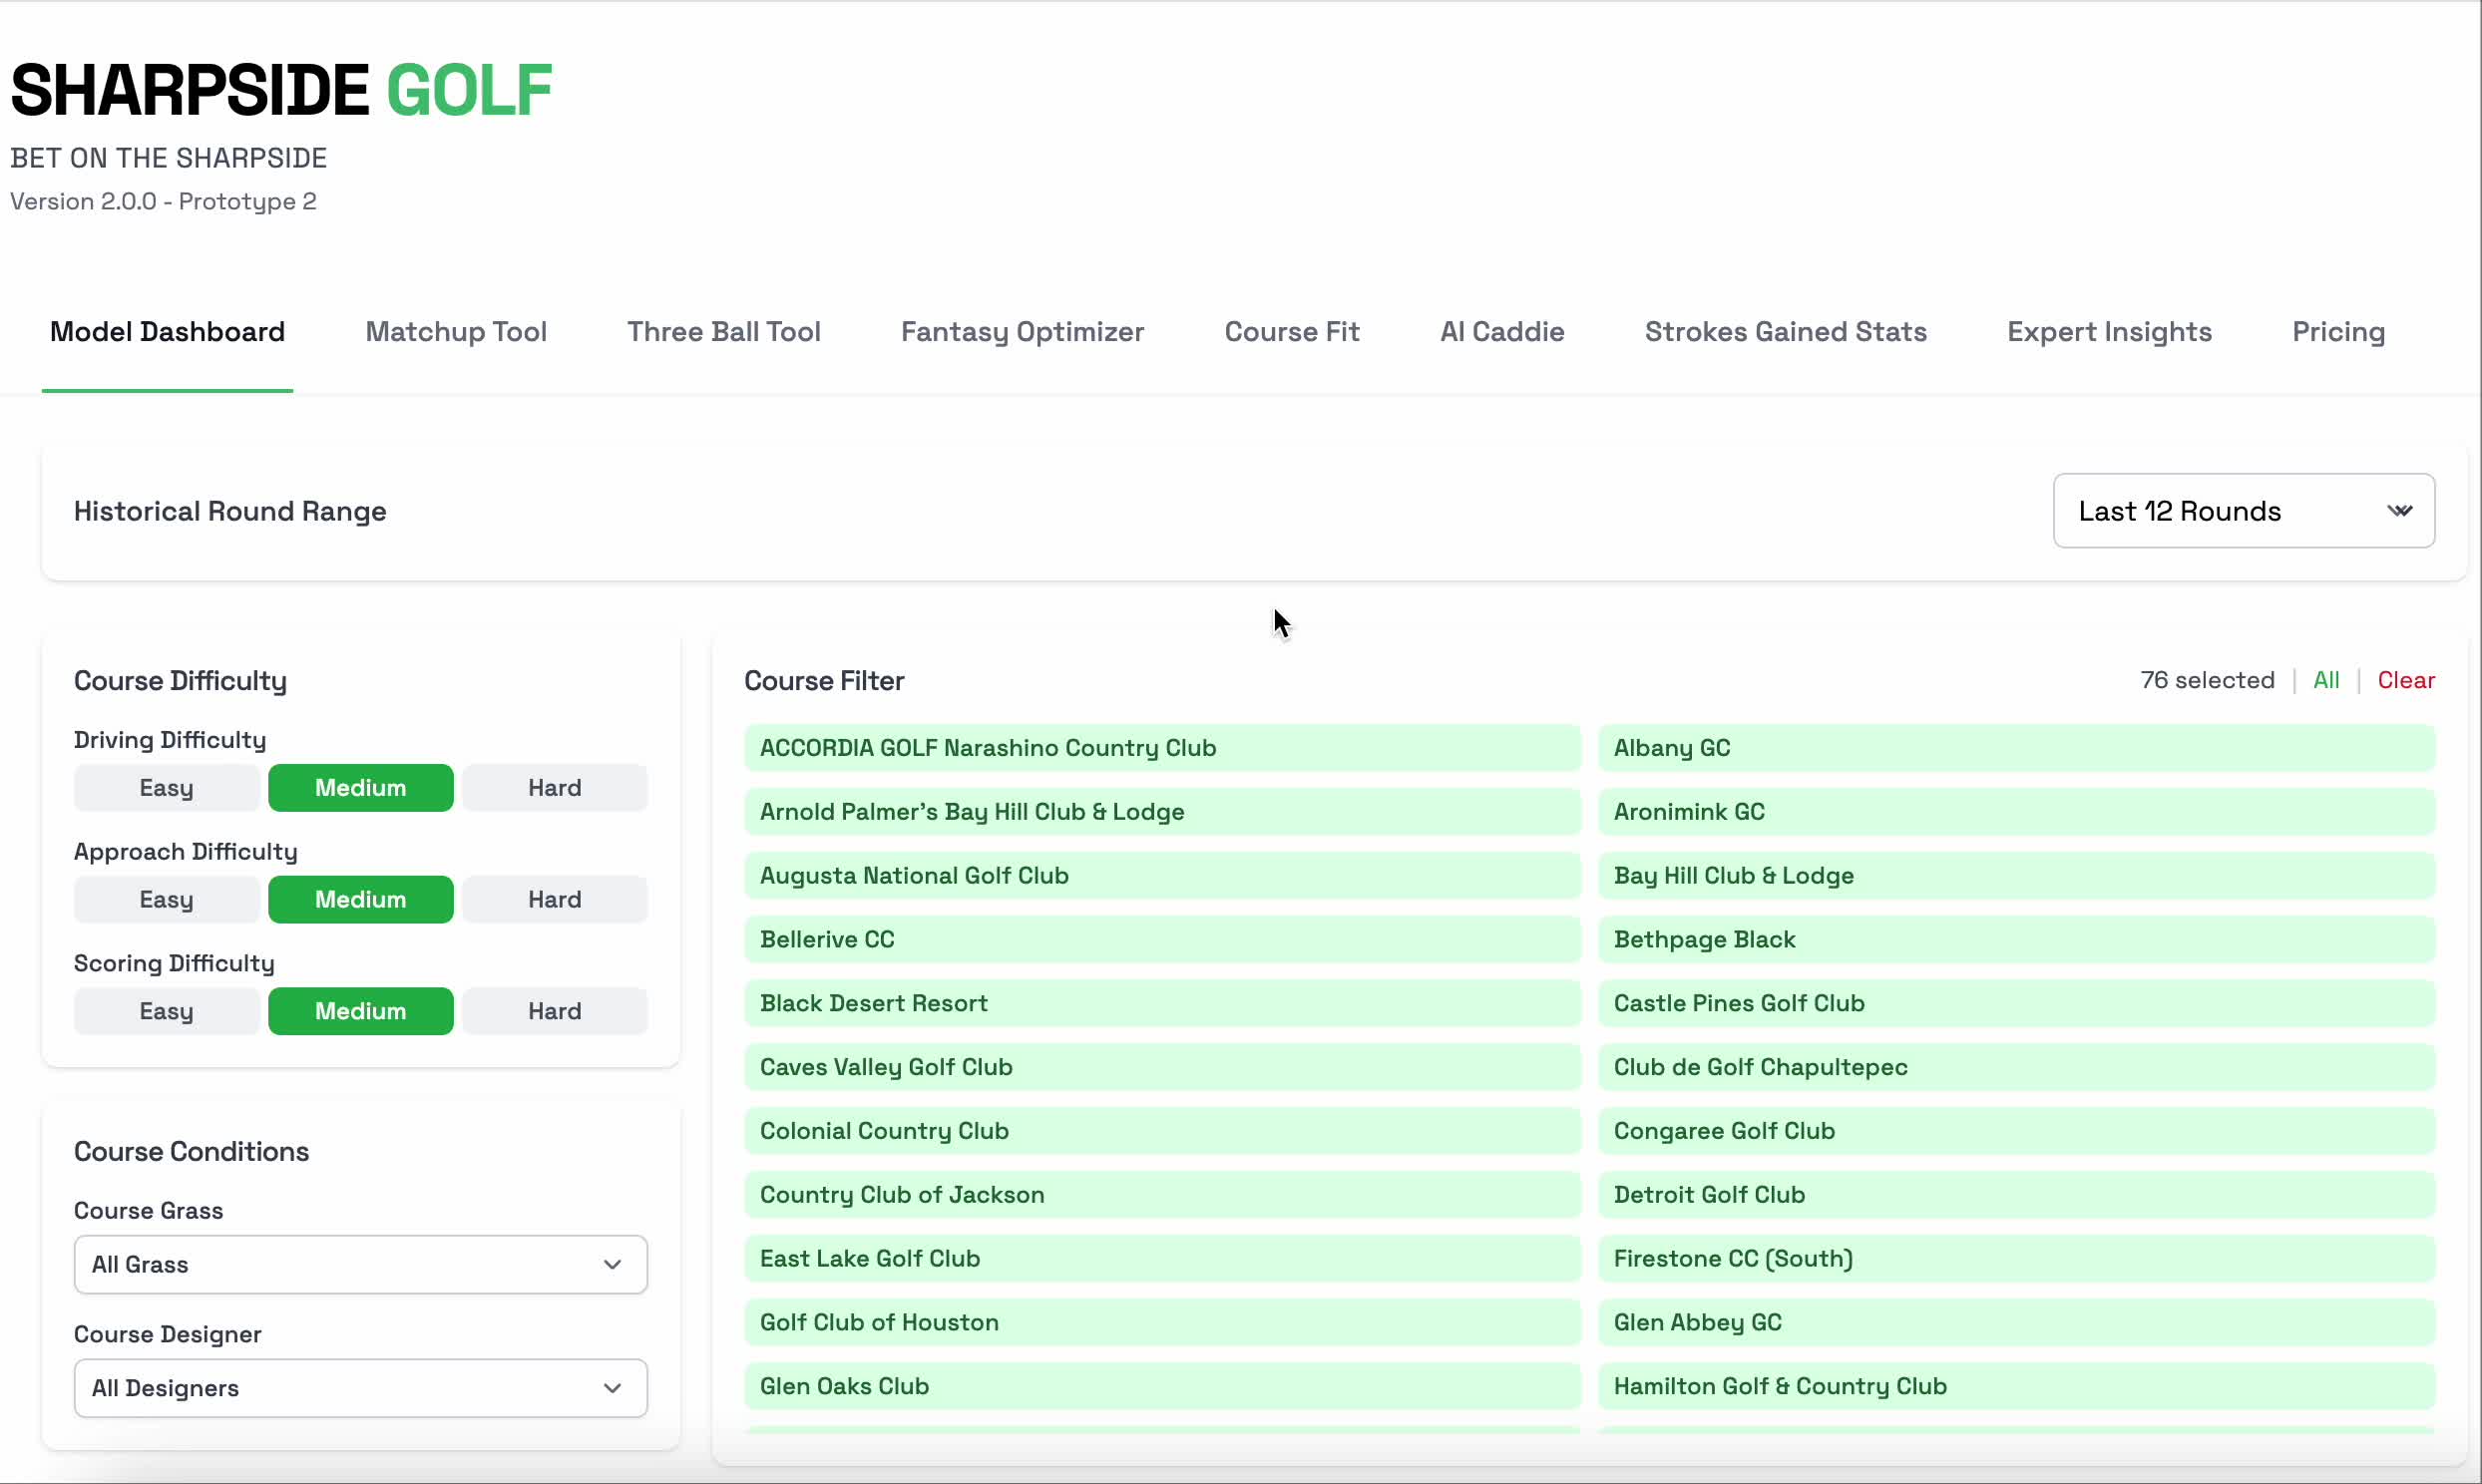 SHARPSIDE GOLF
BET ON THE SHARPSIDE
Version 2.0.0 - Prototype 2
Model Dashboard
Matchup Tool
Three Ball Tool
Fantasy Optimizer
Course Fit
AI Caddie
Strokes Gained Stats
Expert Insights
Pricing
Historical Round Range
Last 12 Rounds
Course Difficulty
Driving Difficulty
Easy
Medium
Hard
Approach Difficulty
Easy
Medium
Hard
Scoring Difficulty
Easy
Medium
Hard
Course Conditions
Course Grass
All Grass
Course Designer
All Designers
Course Filter
76 selected | All | Clear
ACCORDIA GOLF Narashino Country Club
Albany GC
Arnold Palmer's Bay Hill Club & Lodge
Aronimink GC
Augusta National Golf Club
Bay Hill Club & Lodge
Bellerive CC
Bethpage Black
Black Desert Resort
Castle Pines Golf Club
Caves Valley Golf Club
Club de Golf Chapultepec
Colonial Country Club
Congaree Golf Club
Country Club of Jackson
Detroit Golf Club
East Lake Golf Club
Firestone CC (South)
Golf Club of Houston
Glen Abbey GC
Glen Oaks Club
Hamilton Golf & Country Club